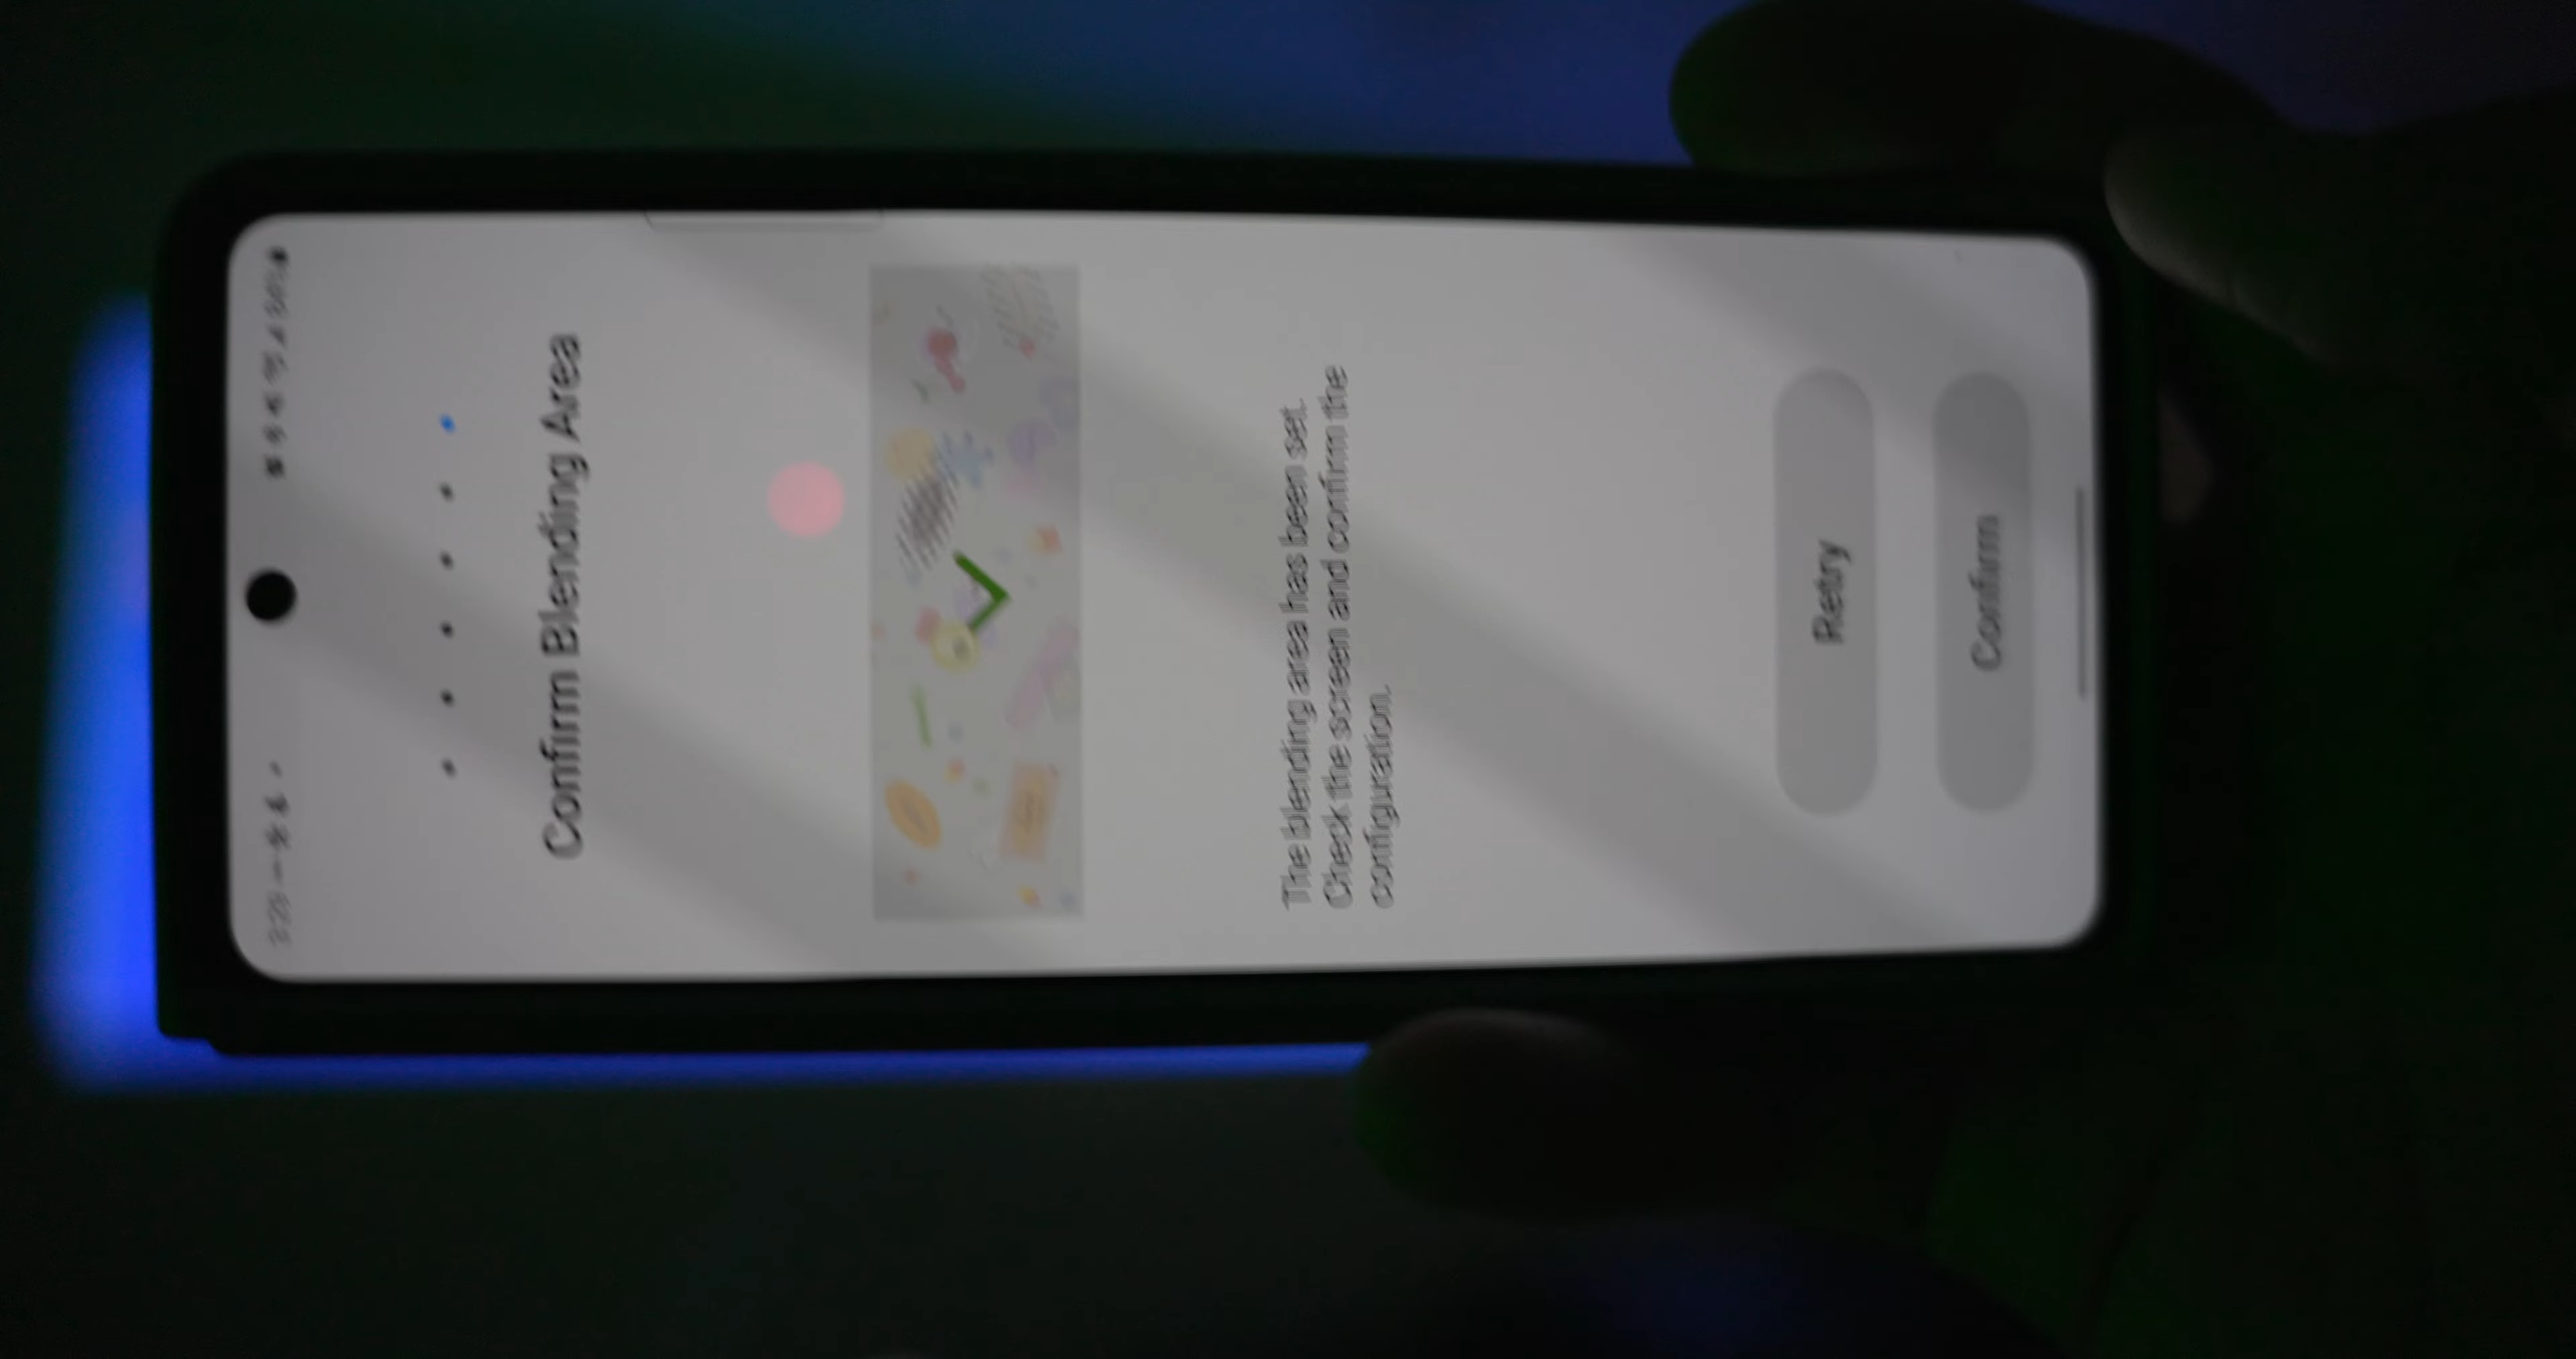 Confirm Blending Area
The blending area has been set.
Check the screen and confirm the
configuration.
Retry
Confirm